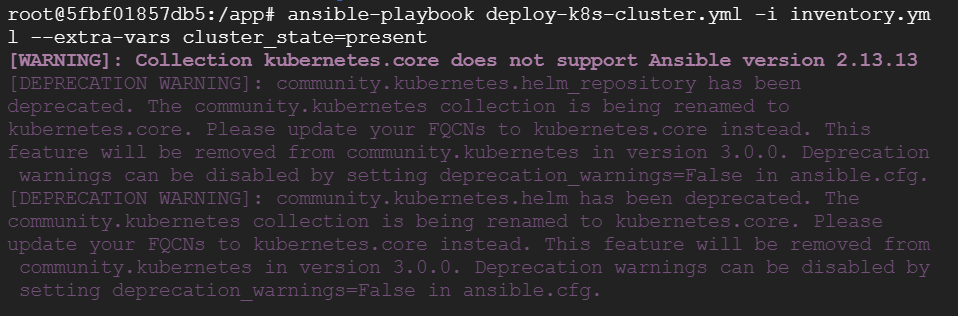 root@5fbf01857db5:/app# ansible-playbook deploy-k8s-cluster.yml -i inventory.ym
l --extra-vars cluster_state=present
[WARNING]: Collection kubernetes.core does not support Ansible version 2.13.13
[DEPRECATION WARNING]: community.kubernetes.helm_repository has been
deprecated. The community.kubernetes collection is being renamed to
kubernetes.core. Please update your FQCNs to kubernetes.core instead. This
feature will be removed from community.kubernetes in version 3.0.0. Deprecation
 warnings can be disabled by setting deprecation_warnings=False in ansible.cfg.
[DEPRECATION WARNING]: community.kubernetes.helm has been deprecated. The
community.kubernetes collection is being renamed to kubernetes.core. Please
update your FQCNs to kubernetes.core instead. This feature will be removed from
 community.kubernetes in version 3.0.0. Deprecation warnings can be disabled by
 setting deprecation_warnings=False in ansible.cfg.